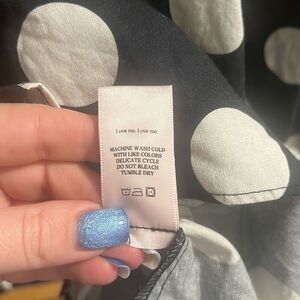 Love me, Love me.
MACHINE WASH COLD
WITH LIKE COLORS
DELICATE CYCLE
DO NOT BLEACH
TUMBLE DRY